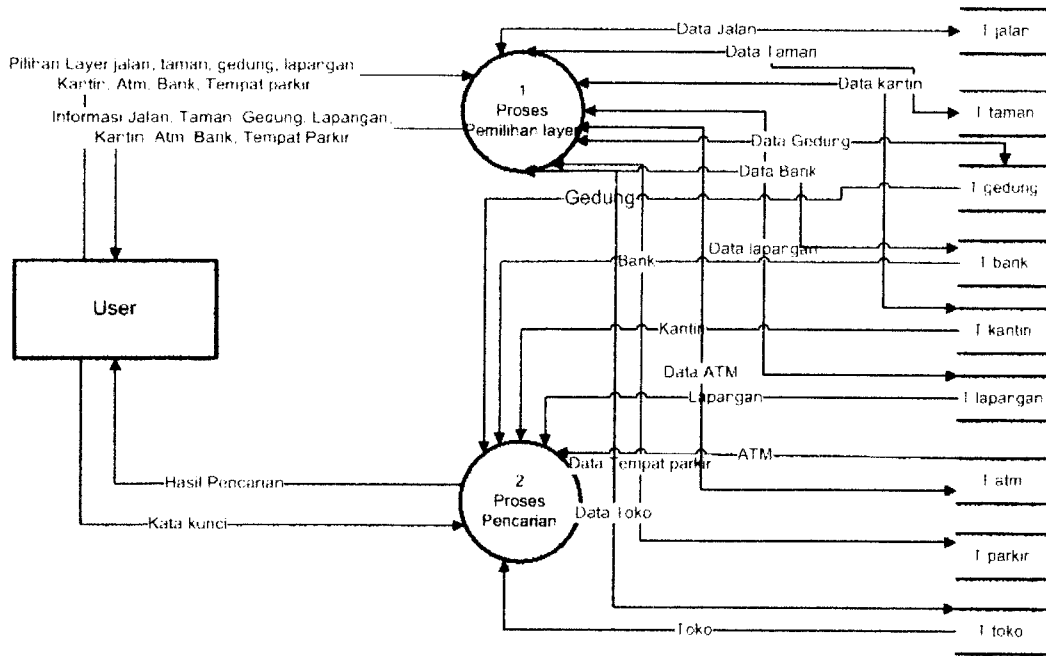 Data Jalan
T jalan
Data Taman
Pilihan Layer jalan, taman, gedung, lapangan
Kantin, Atm, Bank, Tempat parkir
Data kantin
1
Proses
Pemilihan layer
Informasi Jalan, Taman, Gedung, Lapangan,
Kantin, Atm, Bank, Tempat Parkir
T taman
Data Gedung
Data Bank
T gedung
Gedung
Data lapangan
Bank
T bank
User
Kantin
T kantin
Data ATM
Lapangan
T lapangan
ATM
Data Tempat parkir
2
Proses
Pencarian
Hasil Pencarian
T atm
Data Toko
Kata kunci
T parkir
Toko
T toko